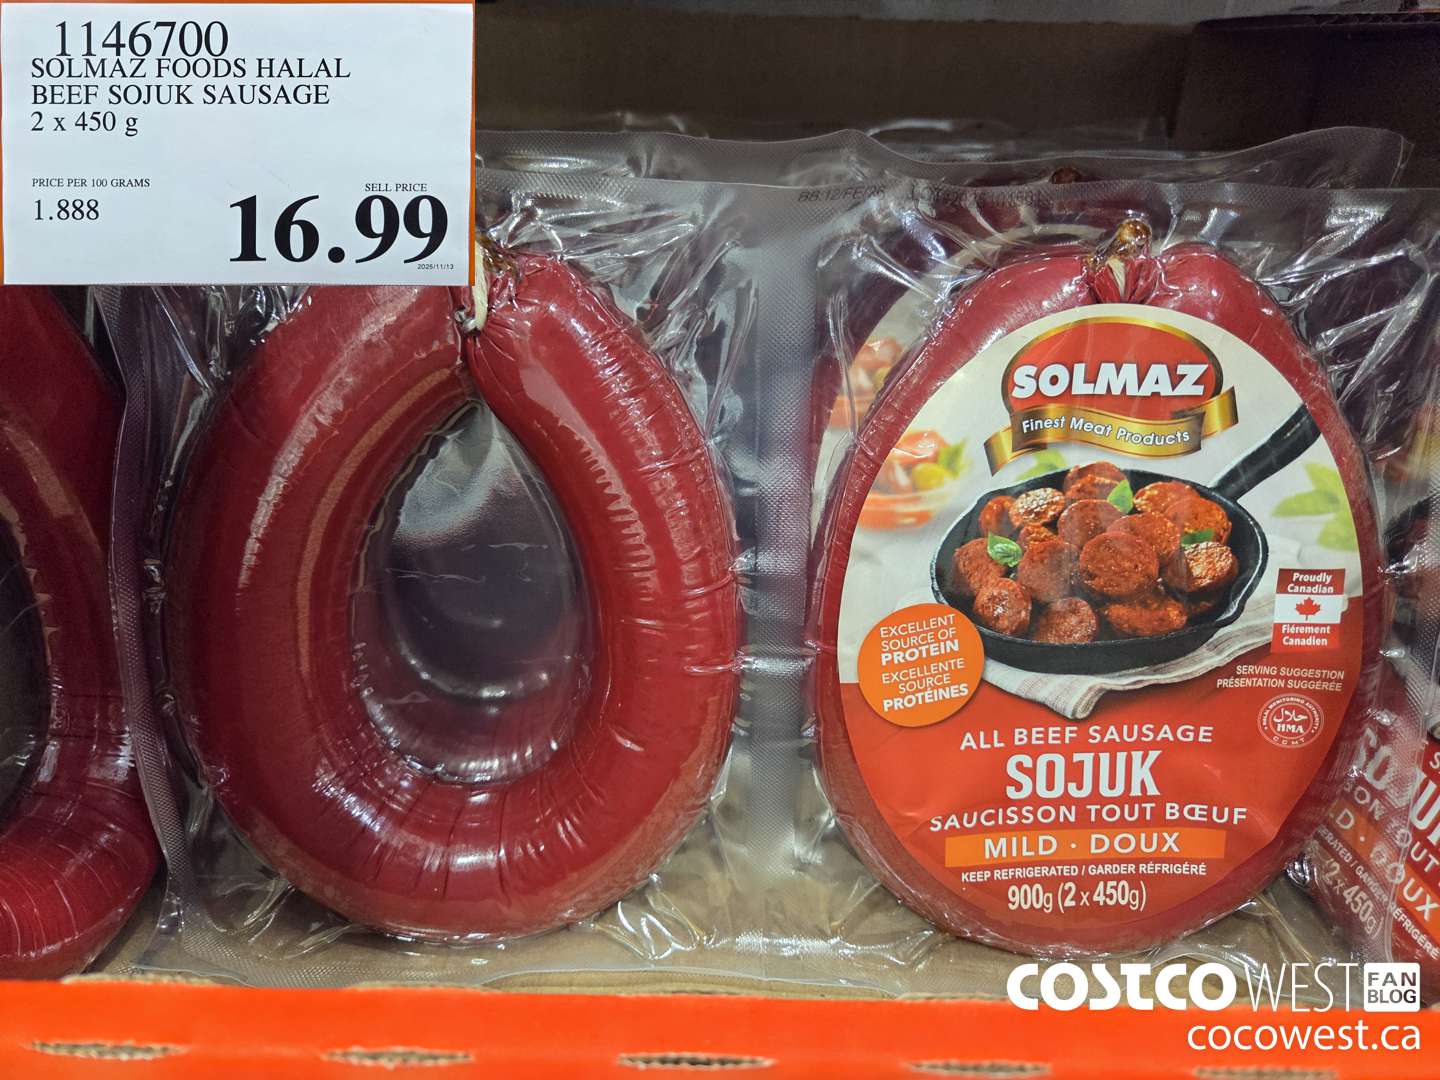 1146700
SOLMAZ FOODS HALAL
BEEF SOJUK SAUSAGE
2 x 450 g
PRICE PER 100 GRAMS
1.888
SELL PRICE
16.99
2025/11/13
SOLMAZ
Finest Meat Products
Proudly
Canadian
Fièrement
Canadien
EXCELLENT
SOURCE OF
PROTEIN
EXCELLENTE
SOURCE
PROTÉINES
SERVING SUGGESTION
PRÉSENTATION SUGGÉRÉE
حلال
HMA
ALL BEEF SAUSAGE
SOJUK
SAUCISSON TOUT BŒUF
MILD · DOUX
KEEP REFRIGERATED / GARDER RÉFRIGÉRÉ
900g (2 x 450g)
COSTCO WEST FAN
BLOG
cocowest.ca